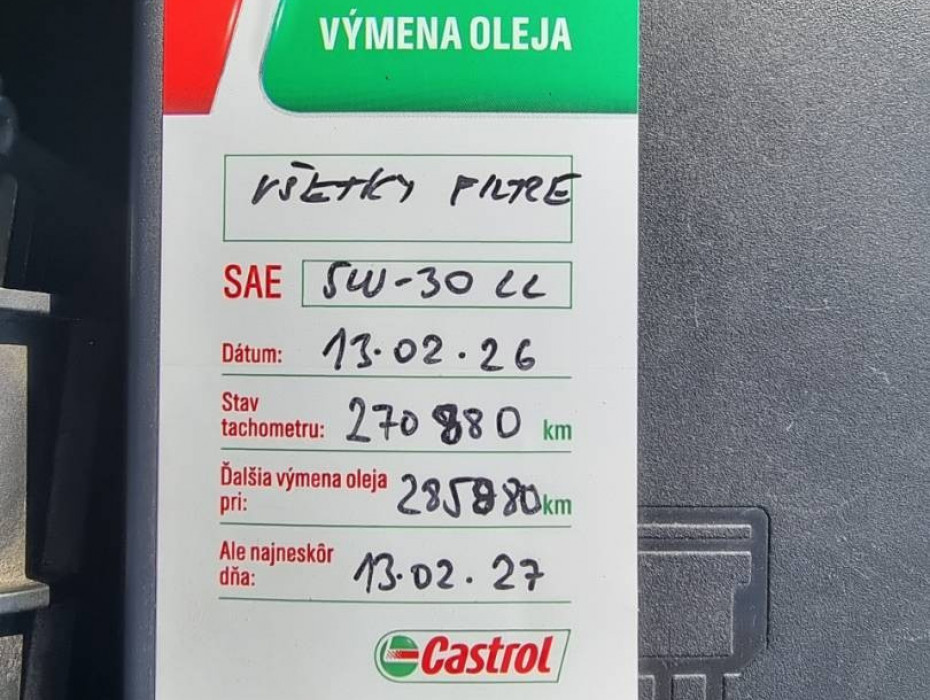 VÝMENA OLEJA
VŠETKY FILTRE
SAE 5W-30 LL
Dátum: 13.02.26
Stav
tachometru: 270880 km
Ďalšia výmena oleja
pri: 285880 km
Ale najneskôr
dňa: 13.02.27
Castrol